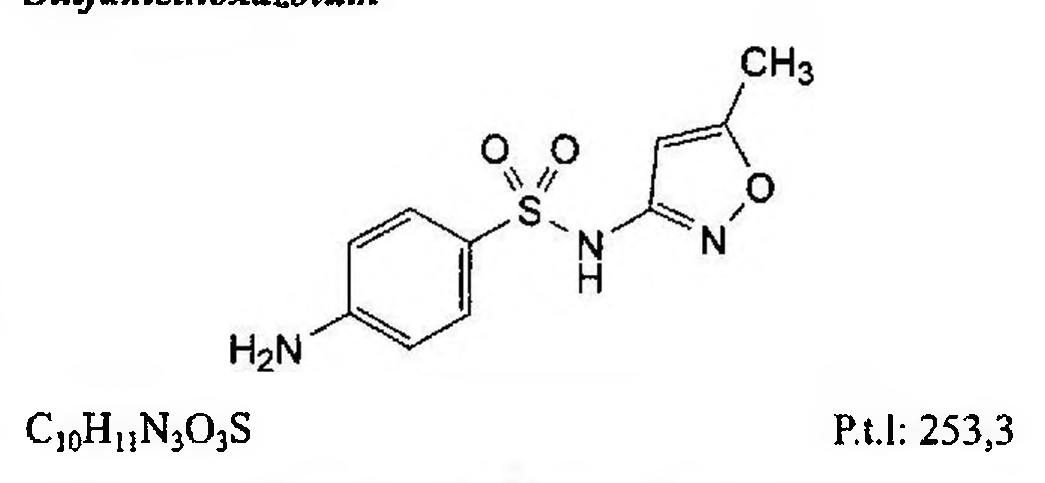 CH₃
O O
O
S
N
H
N
H₂N
C₁₀H₁₁N₃O₃S P.t.l: 253,3